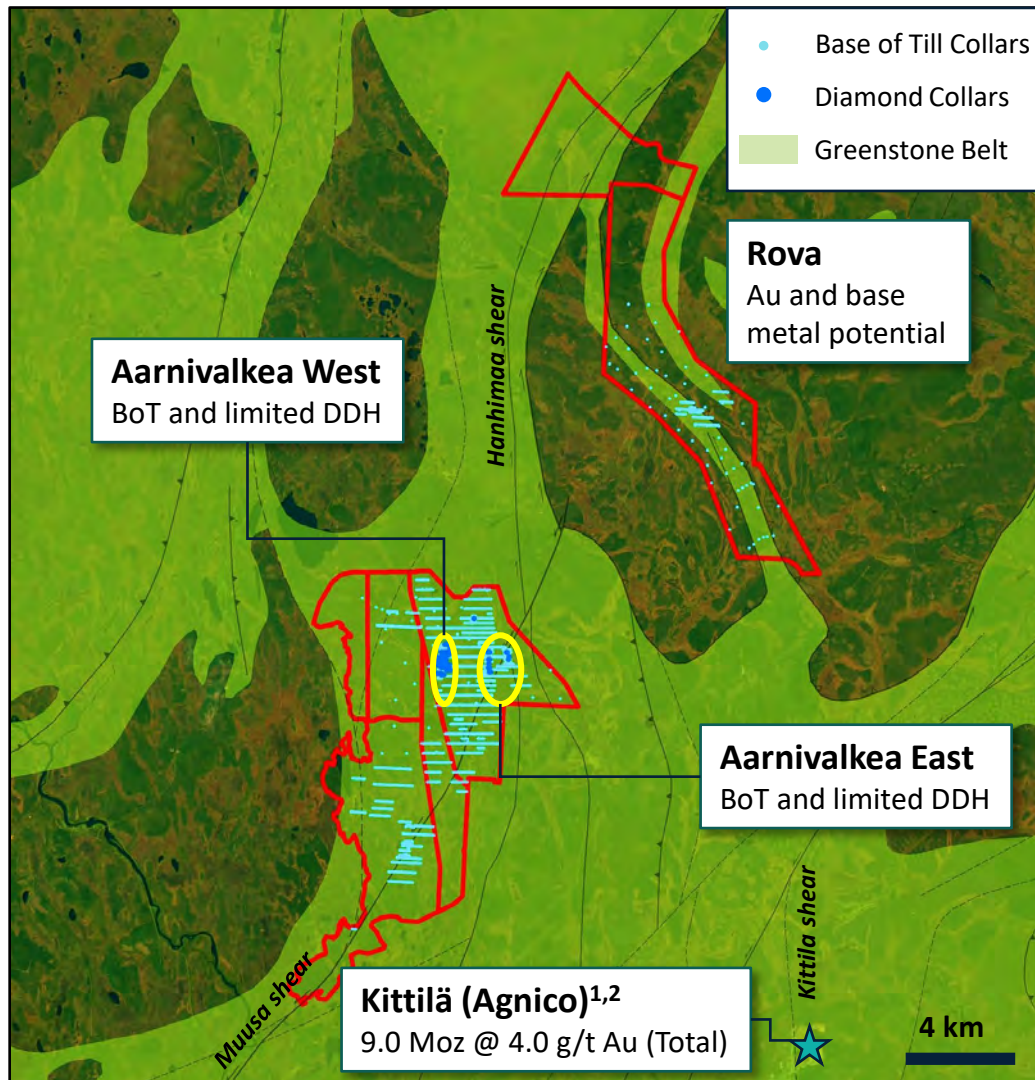 Base of Till Collars
Diamond Collars
Greenstone Belt
Rova
Au and base
metal potential
Hanhimaa shear
Aarnivalkea West
BoT and limited DDH
Aarnivalkea East
BoT and limited DDH
Kittila shear
Muusa shear
Kittilä (Agnico)1,2
9.0 Moz @ 4.0 g/t Au (Total)
4 km